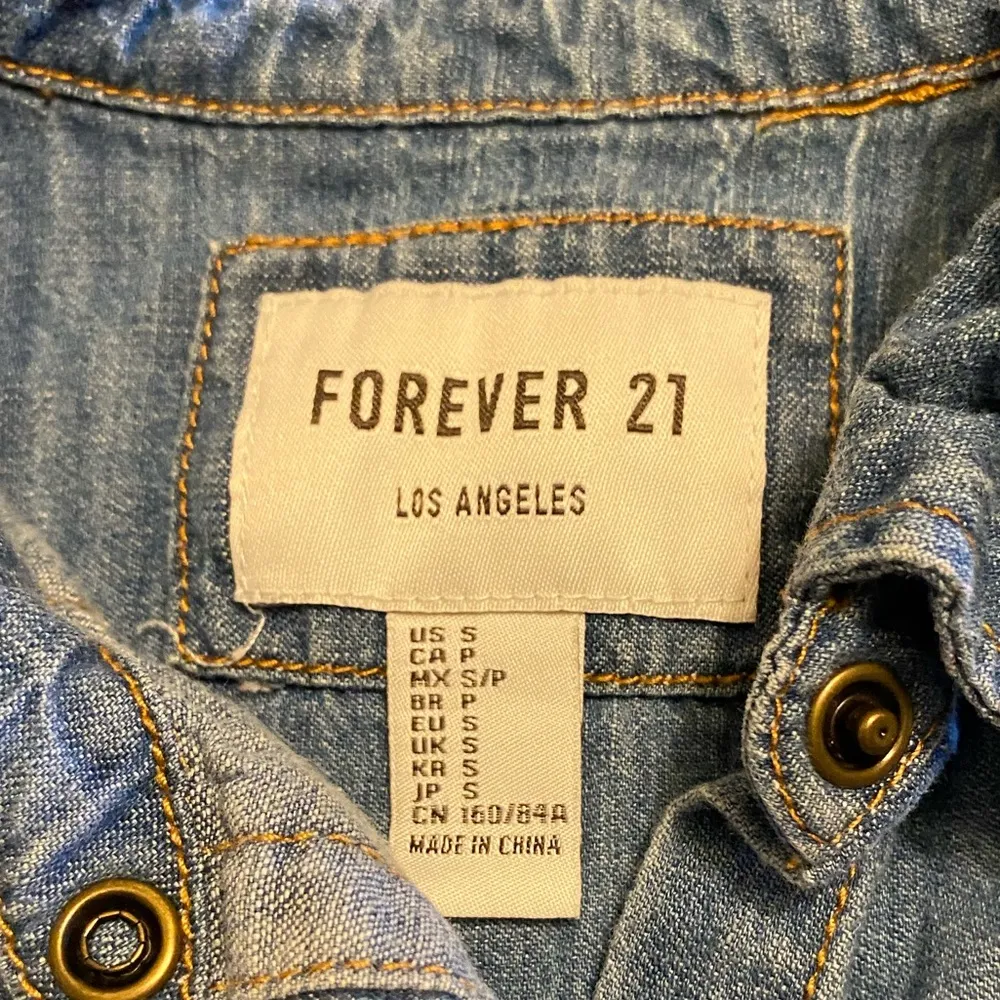 FOREVER 21
LOS ANGELES
US S
CA P
MX S/P
BR P
EU S
UK S
KR S
JP S
CN 160/84A
MADE IN CHINA